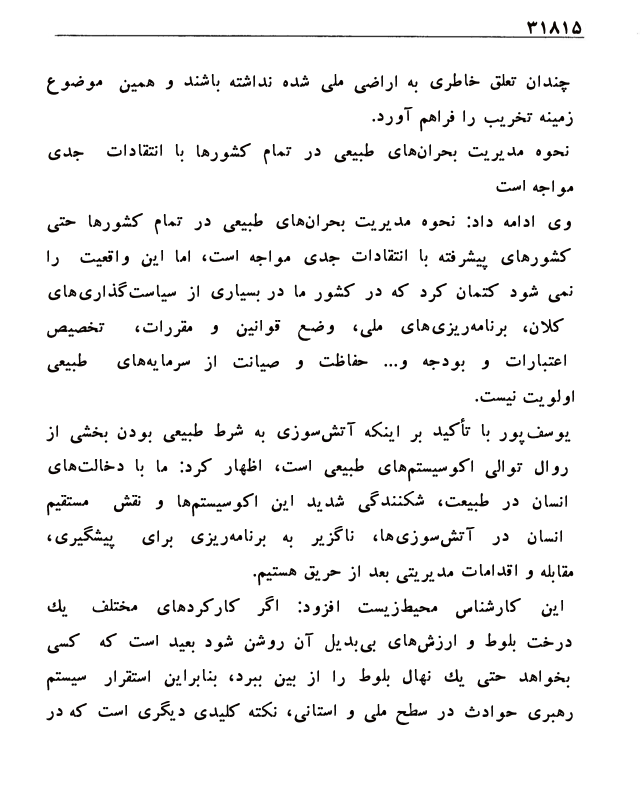 ۳۱۸۱۵
چندان تعلق خاطری به اراضی ملی شده نداشته باشند و همین موضوع
زمینه تخریب را فراهم آورد.
نحوه مدیریت بحران‌های طبیعی در تمام کشورها با انتقادات جدی
مواجه است
وی ادامه داد: نحوه مدیریت بحران‌های طبیعی در تمام کشورها حتی
کشورهای پیشرفته با انتقادات جدی مواجه است، اما این واقعیت را
نمی شود کتمان کرد که در کشور ما در بسیاری از سیاست‌گذاری‌های
کلان، برنامه‌ریزی‌های ملی، وضع قوانین و مقررات، تخصیص
اعتبارات و بودجه و... حفاظت و صیانت از سرمایه‌های طبیعی
اولویت نیست.
یوسف‌پور با تأکید بر اینکه آتش‌سوزی به شرط طبیعی بودن بخشی از
روال توالی اکوسیستم‌های طبیعی است، اظهار کرد: ما با دخالت‌های
انسان در طبیعت، شکنندگی شدید این اکوسیستم‌ها و نقش مستقیم
انسان در آتش‌سوزی‌ها، ناگزیر به برنامه‌ریزی برای پیشگیری،
مقابله و اقدامات مدیریتی بعد از حریق هستیم.
این کارشناس محیط‌زیست افزود: اگر کارکردهای مختلف یك
درخت بلوط و ارزش‌های بی‌بدیل آن روشن شود بعید است که کسی
بخواهد حتی یك نهال بلوط را از بین ببرد، بنابراین استقرار سیستم
رهبری حوادث در سطح ملی و استانی، نکته کلیدی دیگری است که در